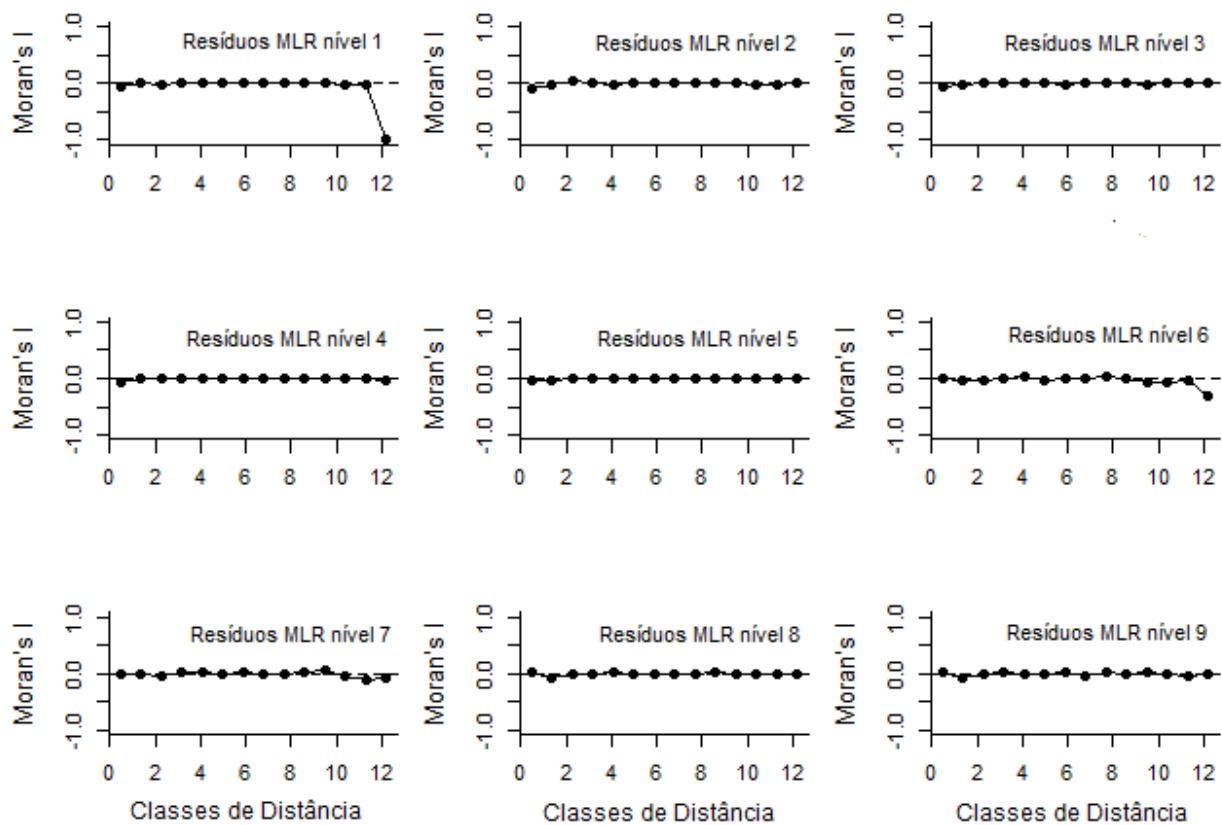 Moran's I
1.0
0.0
-1.0
Resíduos MLR nível 1
0 2 4 6 8 10 12
Moran's I
1.0
0.0
-1.0
Resíduos MLR nível 2
0 2 4 6 8 10 12
Moran's I
1.0
0.0
-1.0
Resíduos MLR nível 3
0 2 4 6 8 10 12
Moran's I
1.0
0.0
-1.0
Resíduos MLR nível 4
0 2 4 6 8 10 12
Moran's I
1.0
0.0
-1.0
Resíduos MLR nível 5
0 2 4 6 8 10 12
Moran's I
1.0
0.0
-1.0
Resíduos MLR nível 6
0 2 4 6 8 10 12
Moran's I
1.0
0.0
-1.0
Resíduos MLR nível 7
0 2 4 6 8 10 12
Classes de Distância
Moran's I
1.0
0.0
-1.0
Resíduos MLR nível 8
0 2 4 6 8 10 12
Classes de Distância
Moran's I
1.0
0.0
-1.0
Resíduos MLR nível 9
0 2 4 6 8 10 12
Classes de Distância